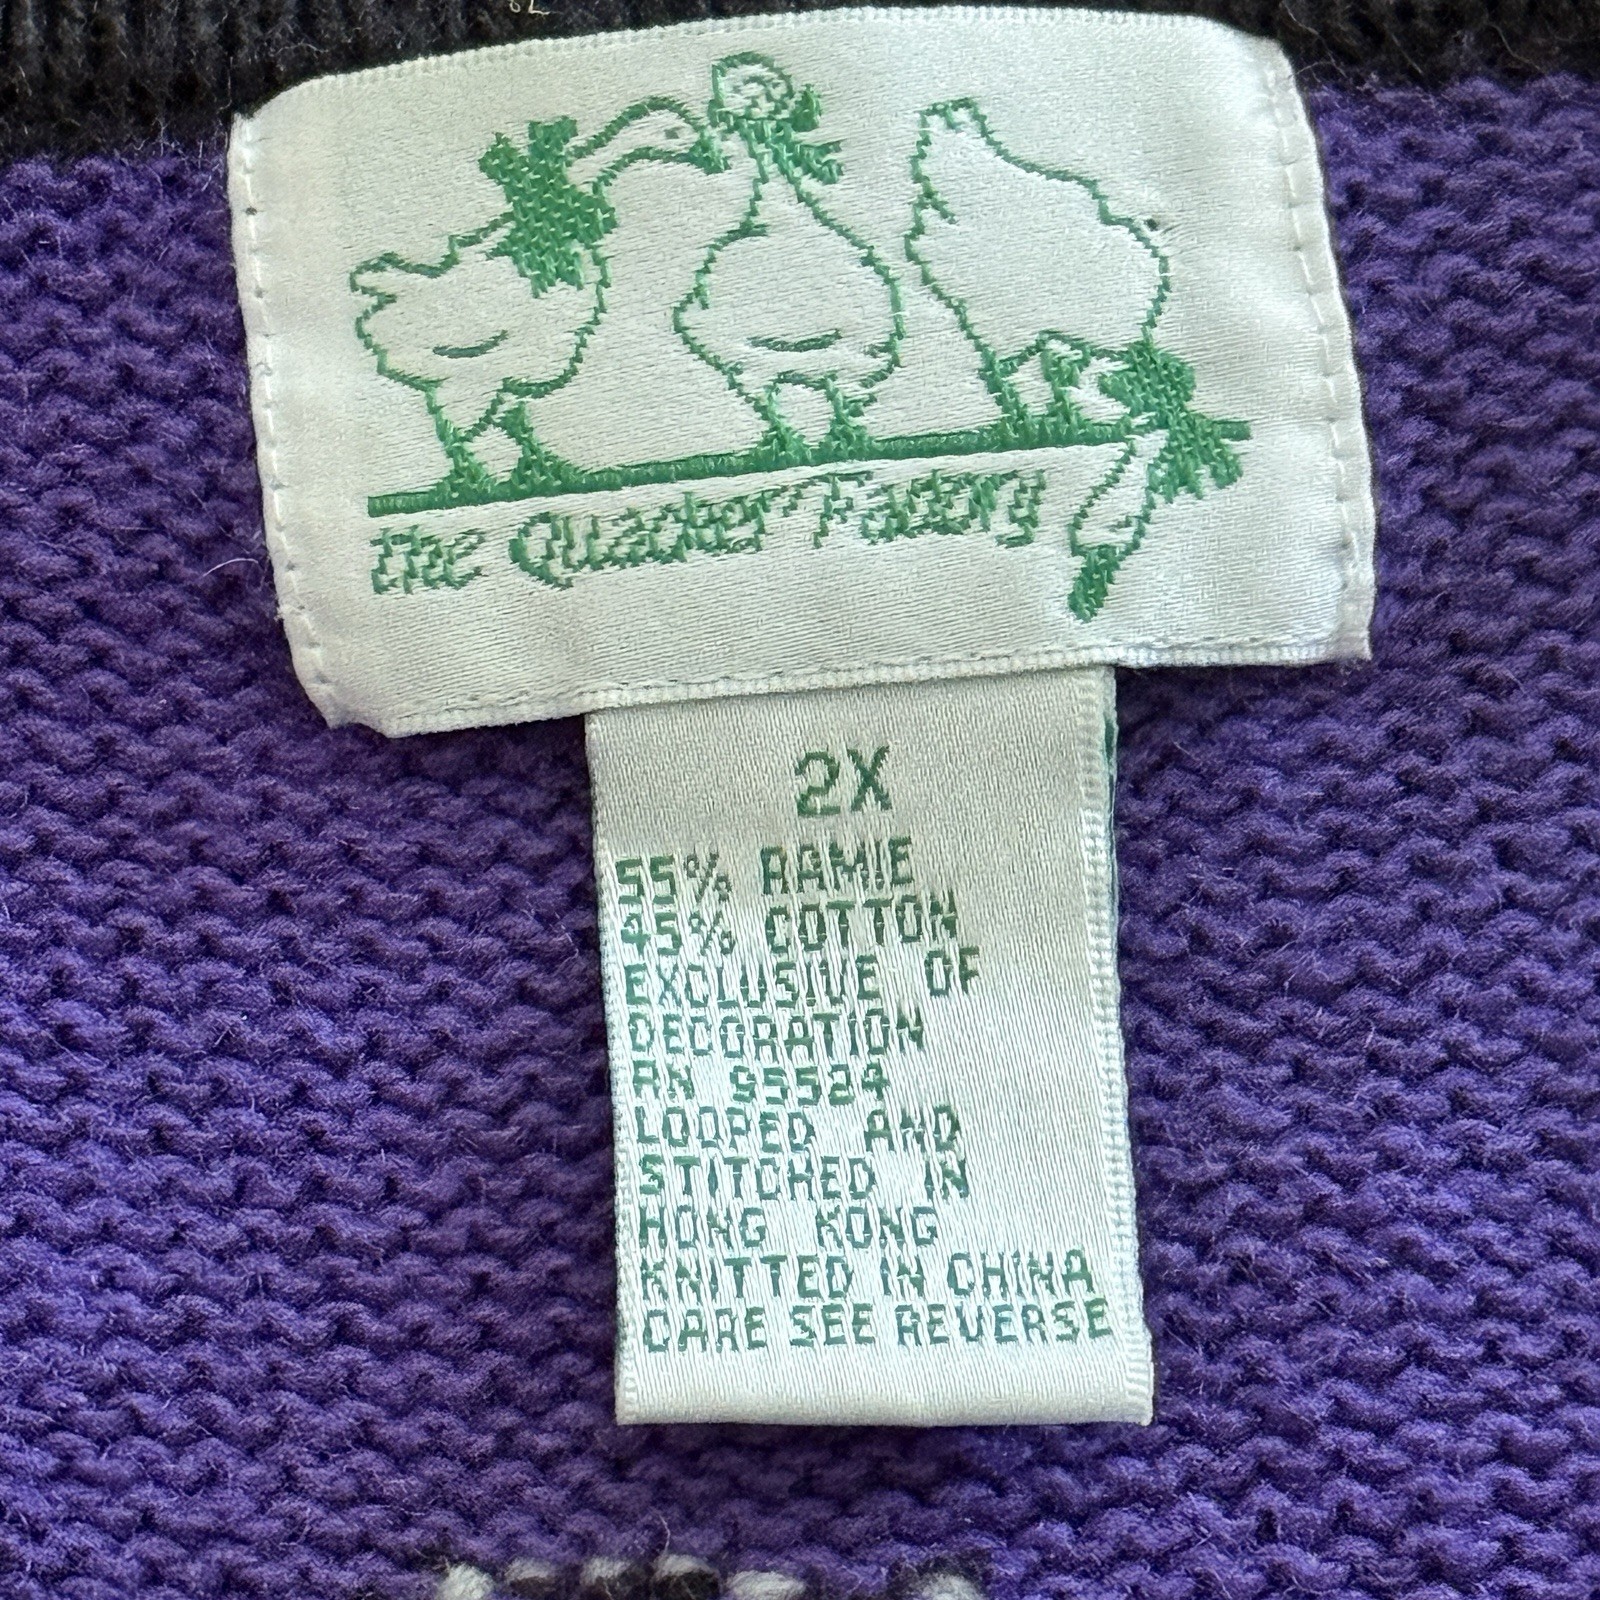 the Quacker Factory
2X
55% RAMIE
45% COTTON
EXCLUSIVE OF
DECORATION
RN 95524
LOOPED AND
STITCHED IN
HONG KONG
KNITTED IN CHINA
CARE SEE REVERSE